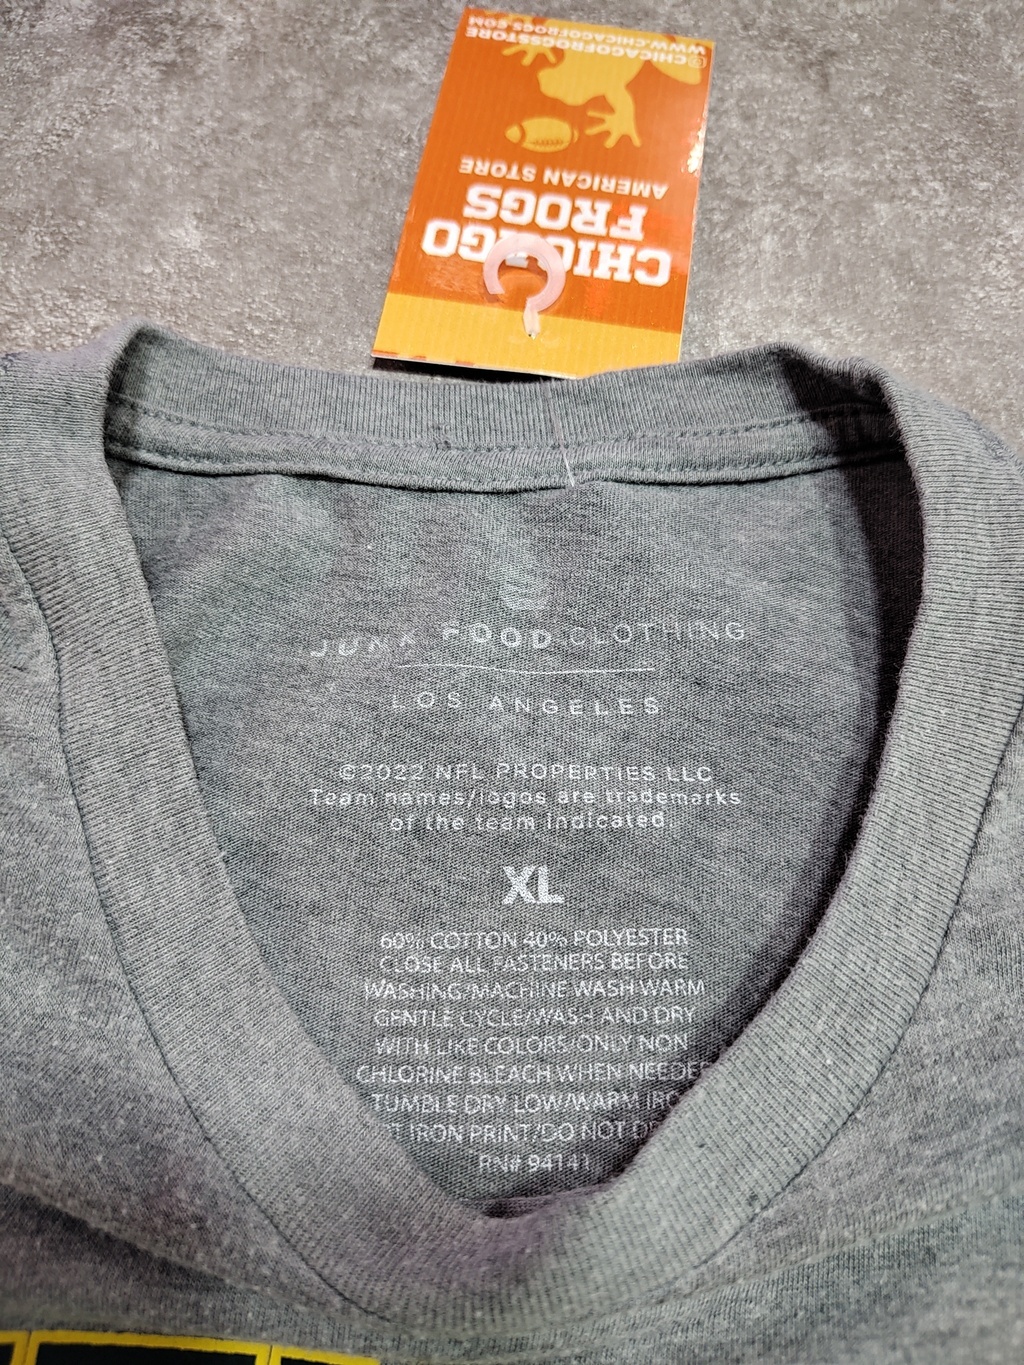 @CHICAGOFROGSSTORE
WWW.CHICAGOFROGS.COM
CHICAGO
FROGS
AMERICAN STORE
JUNK FOOD CLOTHING
LOS ANGELES
©2022 NFL PROPERTIES LLC
Team names/logos are trademarks
of the team indicated
XL
60% COTTON 40% POLYESTER
CLOSE ALL FASTENERS BEFORE
WASHING/MACHINE WASH WARM
GENTLE CYCLE/WASH AND DRY
WITH LIKE COLORS/ONLY NON
CHLORINE BLEACH WHEN NEEDED
TUMBLE DRY LOW/WARM
IRON PRINT/DO NOT
RN# 94141